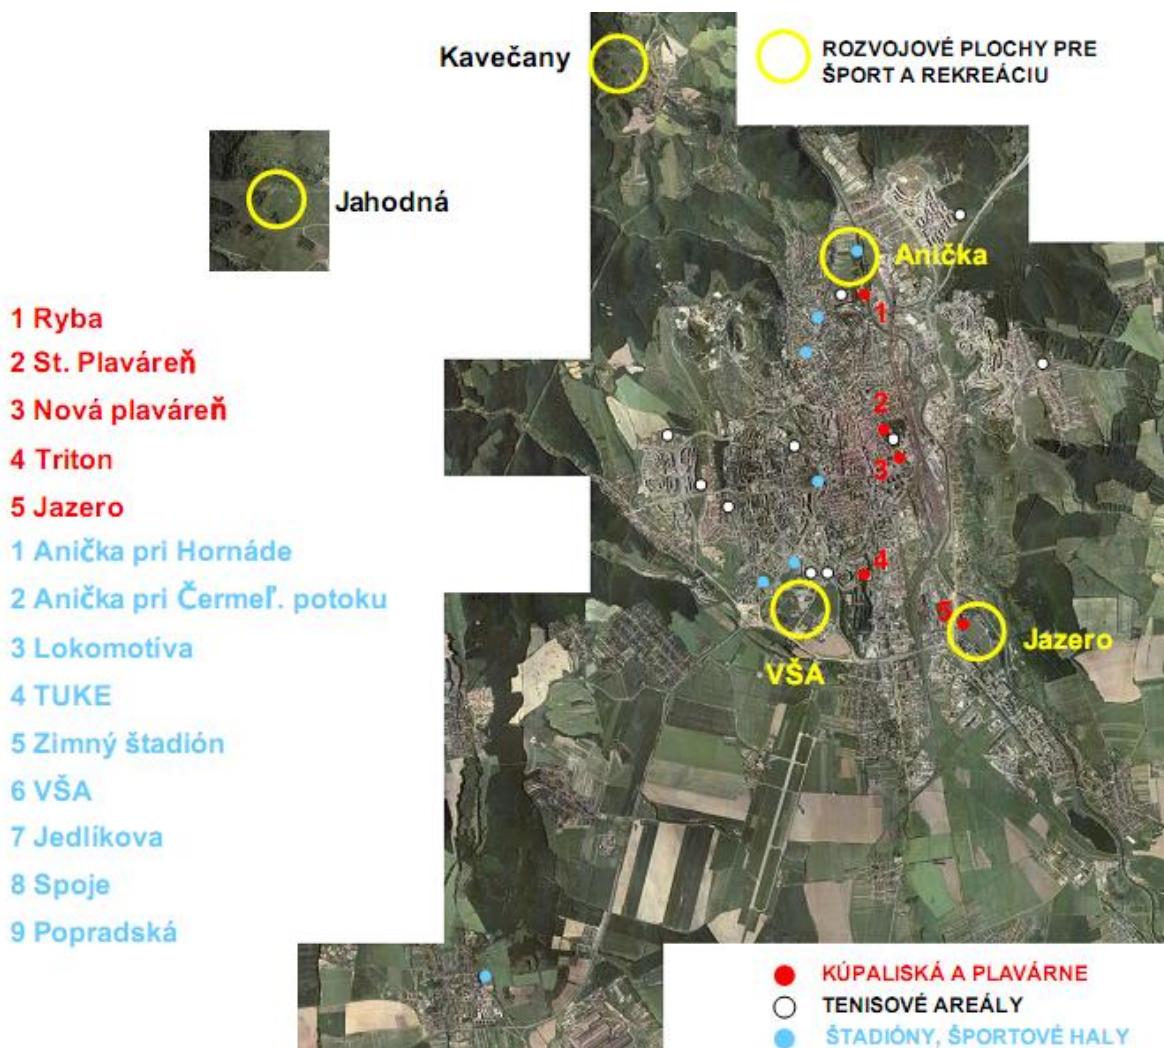 Kavečany
ROZVOJOVÉ PLOCHY PRE
ŠPORT A REKREÁCIU
Jahodná
Anička
1
2
3
4
5
Jazero
VŠA
1 Ryba
2 St. Plaváreň
3 Nová plaváreň
4 Triton
5 Jazero
1 Anička pri Hornáde
2 Anička pri Čermeľ. potoku
3 Lokomotíva
4 TUKE
5 Zimný štadión
6 VŠA
7 Jedlíkova
8 Spoje
9 Popradská
KÚPALISKÁ A PLAVÁRNE
TENISOVÉ AREÁLY
ŠTADIÓNY, ŠPORTOVÉ HALY